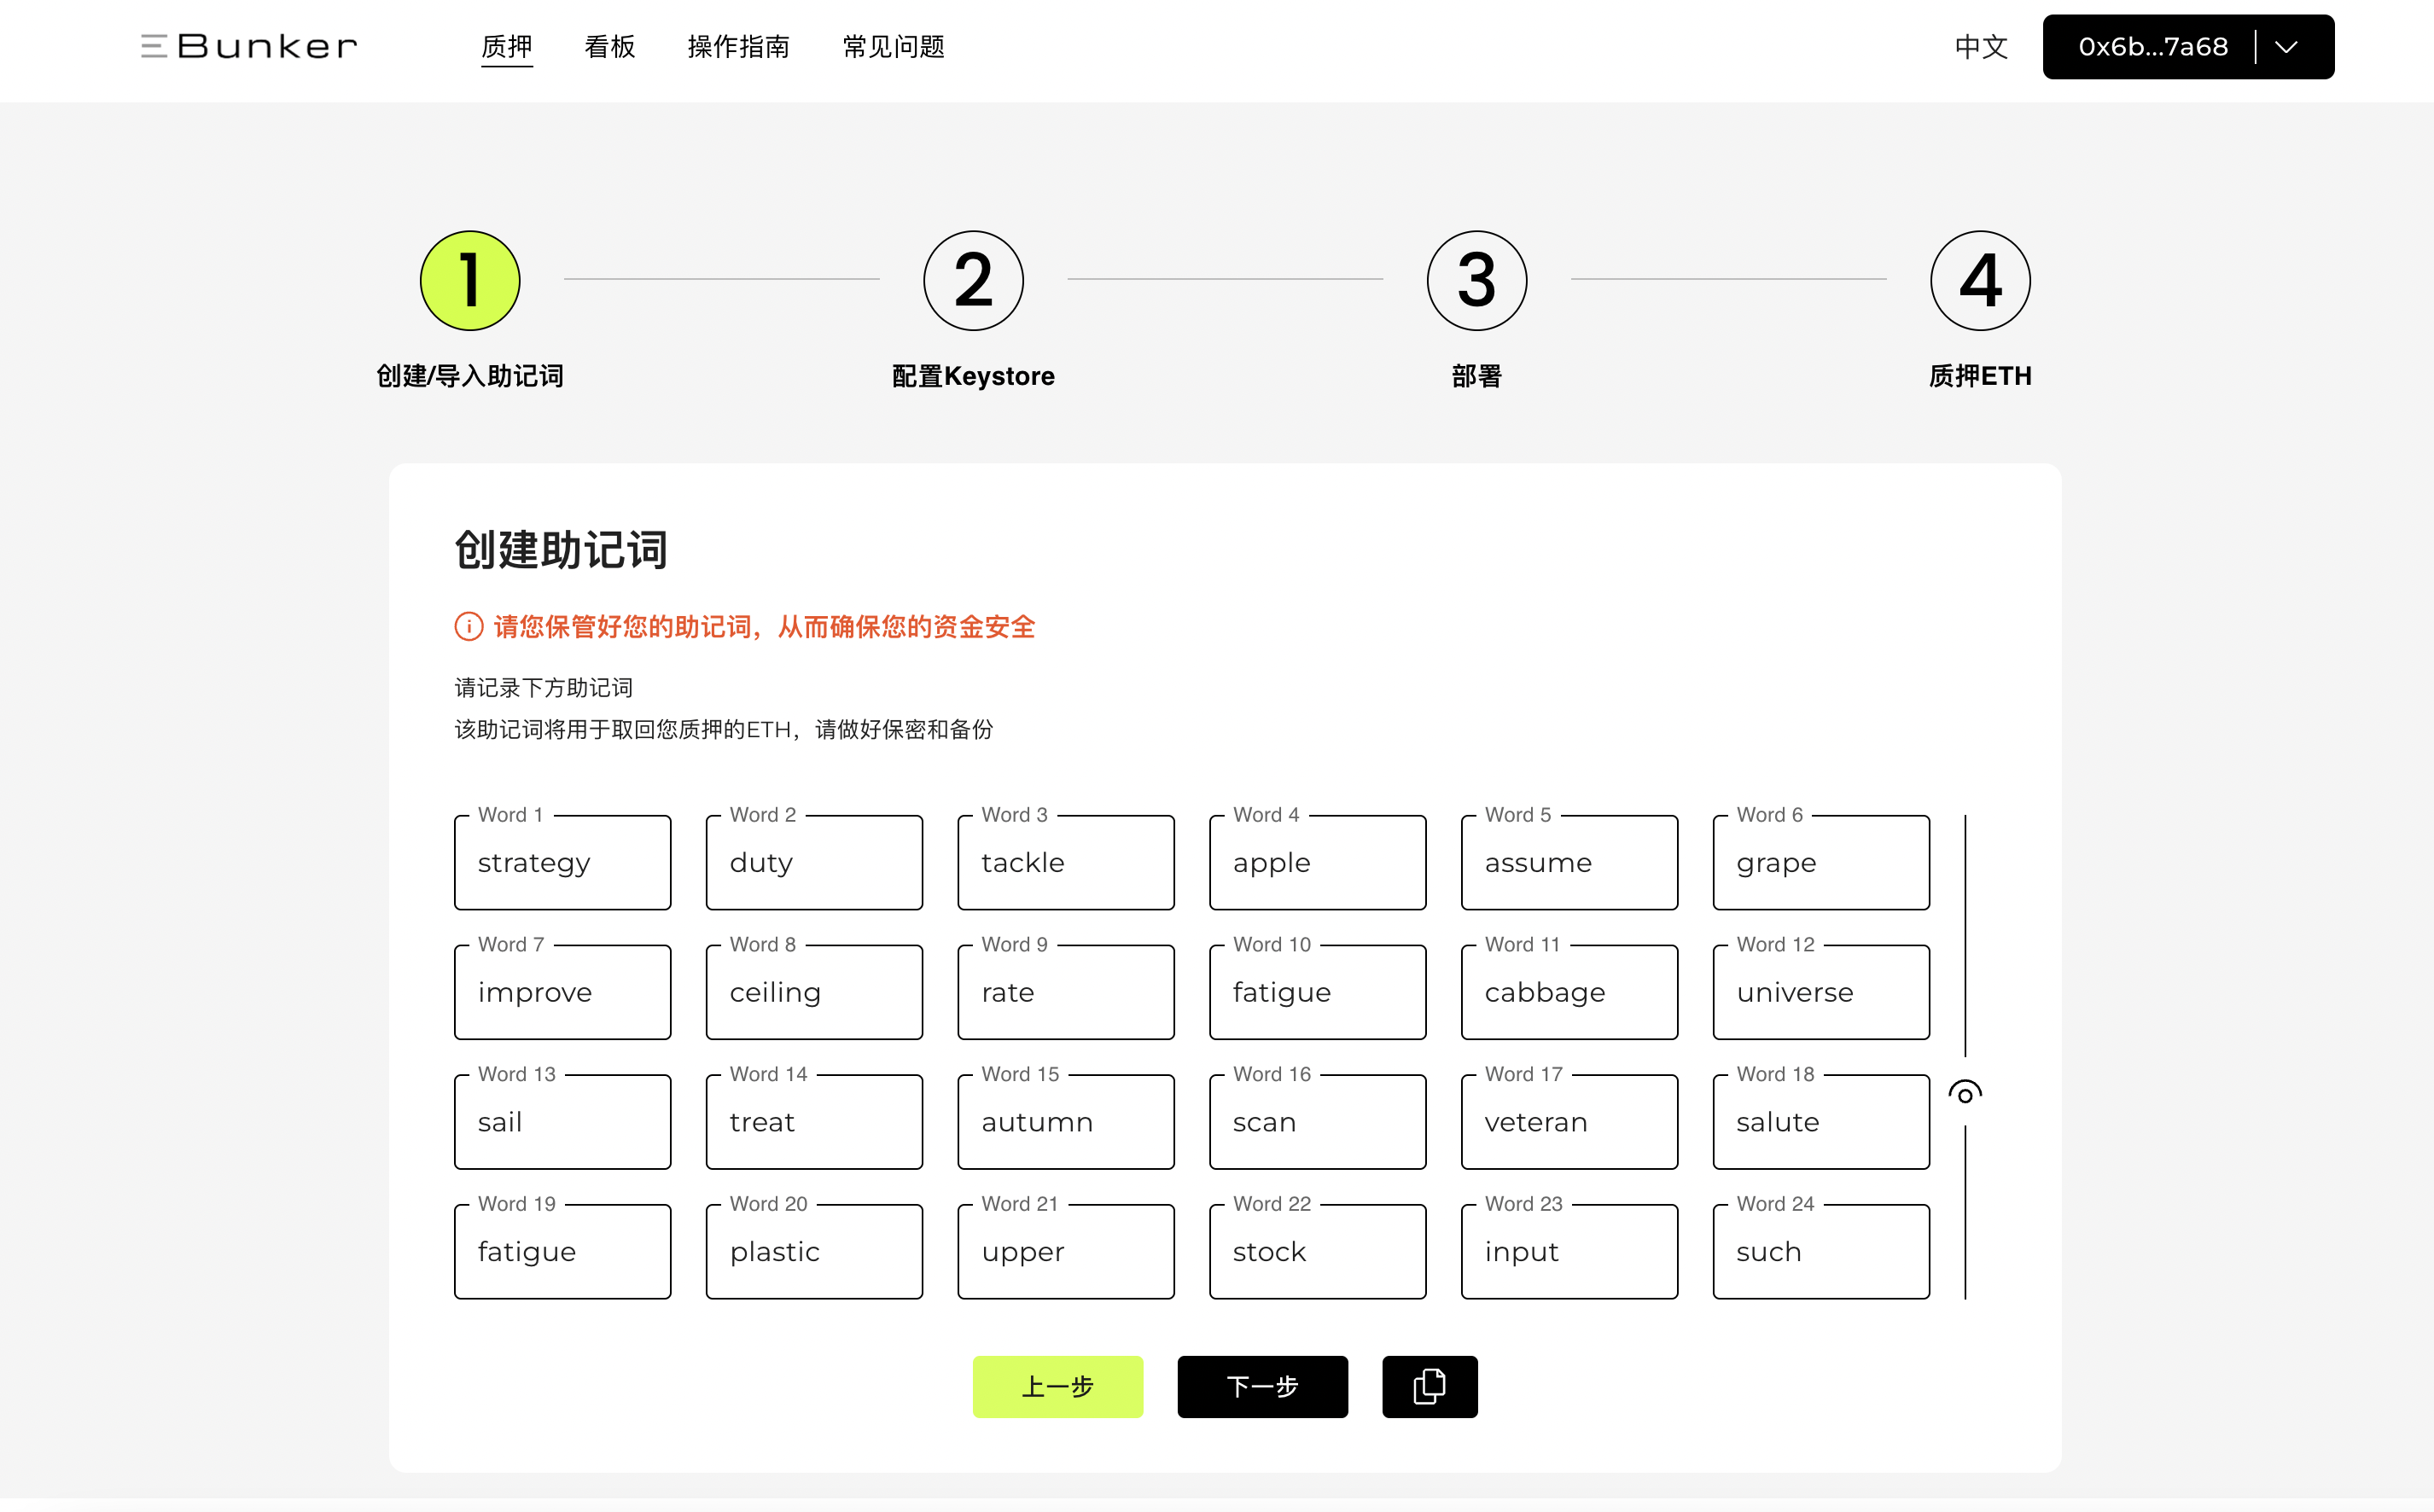 Bunker 质押 看板 操作指南 常见问题 中文 0x6b...7a68
1 2 3 4
创建/导入助记词 配置Keystore 部署 质押ETH
创建助记词
请您保管好您的助记词，从而确保您的资金安全
请记录下方助记词
该助记词将用于取回您质押的ETH，请做好保密和备份
Word 1 Word 2 Word 3 Word 4 Word 5 Word 6
strategy duty tackle apple assume grape
Word 7 Word 8 Word 9 Word 10 Word 11 Word 12
improve ceiling rate fatigue cabbage universe
Word 13 Word 14 Word 15 Word 16 Word 17 Word 18
sail treat autumn scan veteran salute
Word 19 Word 20 Word 21 Word 22 Word 23 Word 24
fatigue plastic upper stock input such
上一步 下一步